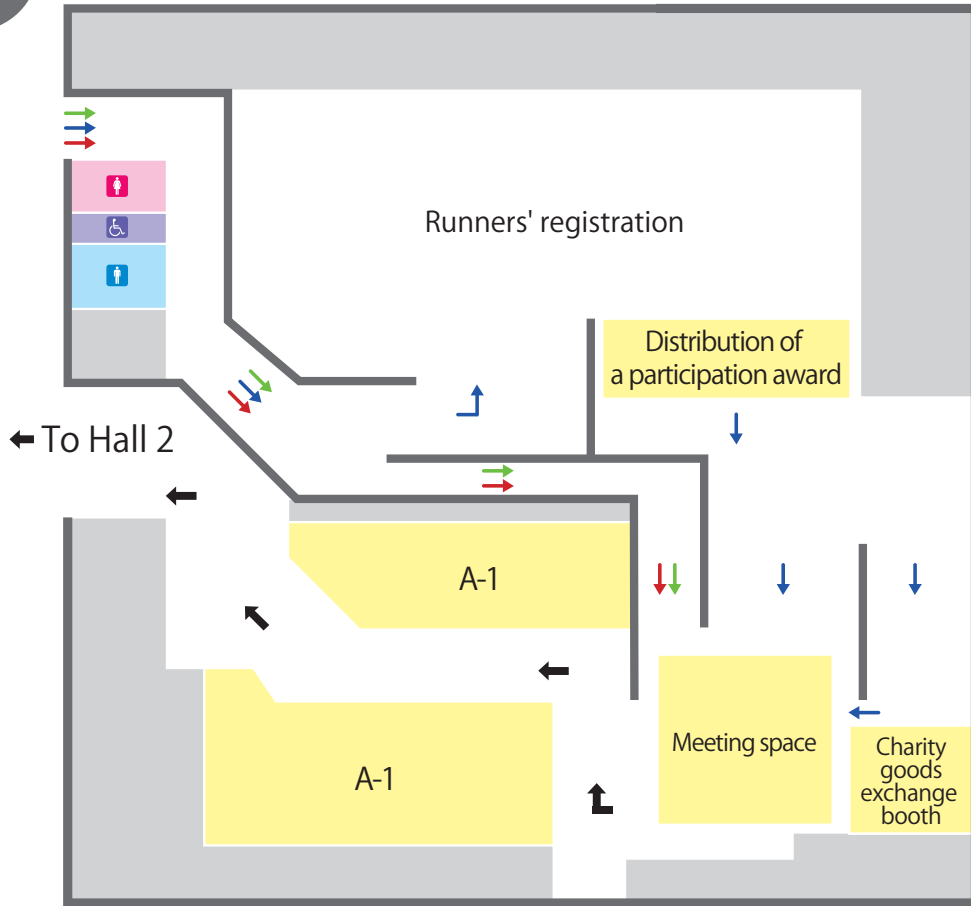 Runners' registration
Distribution of
a participation award
To Hall 2
A-1
A-1
Meeting space
Charity
goods
exchange
booth